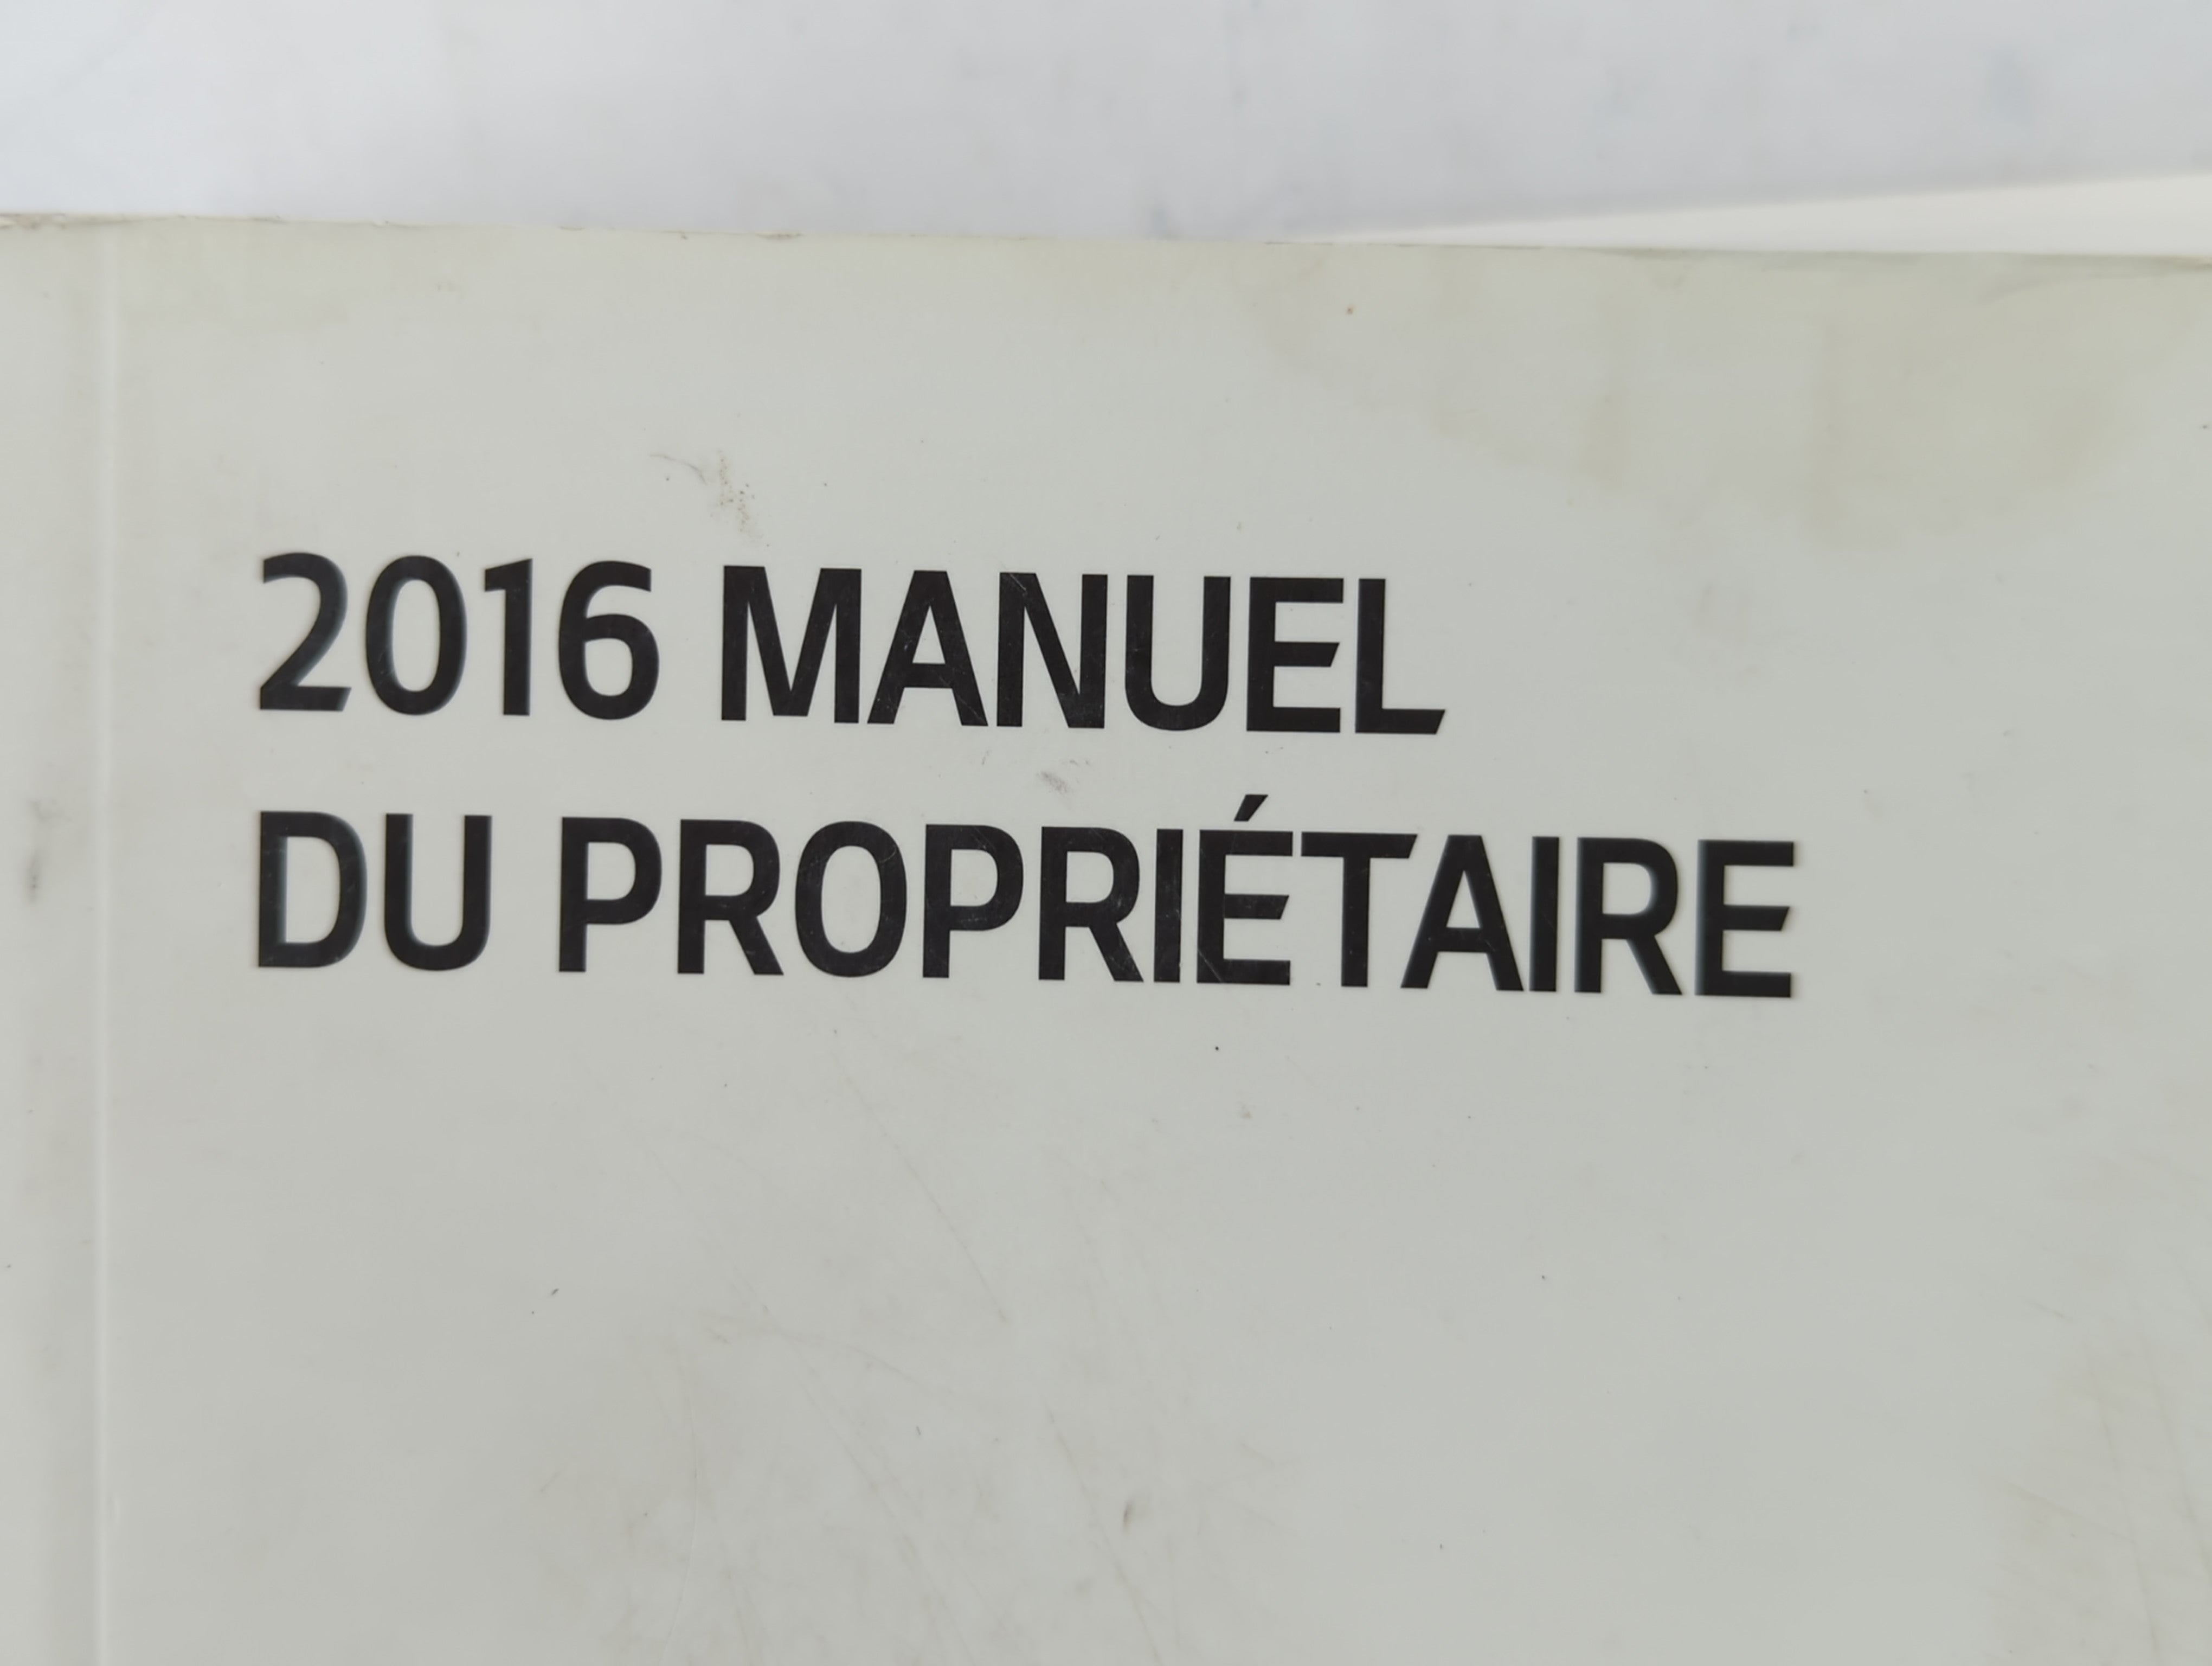 2016 MANUEL
DU PROPRIÉTAIRE